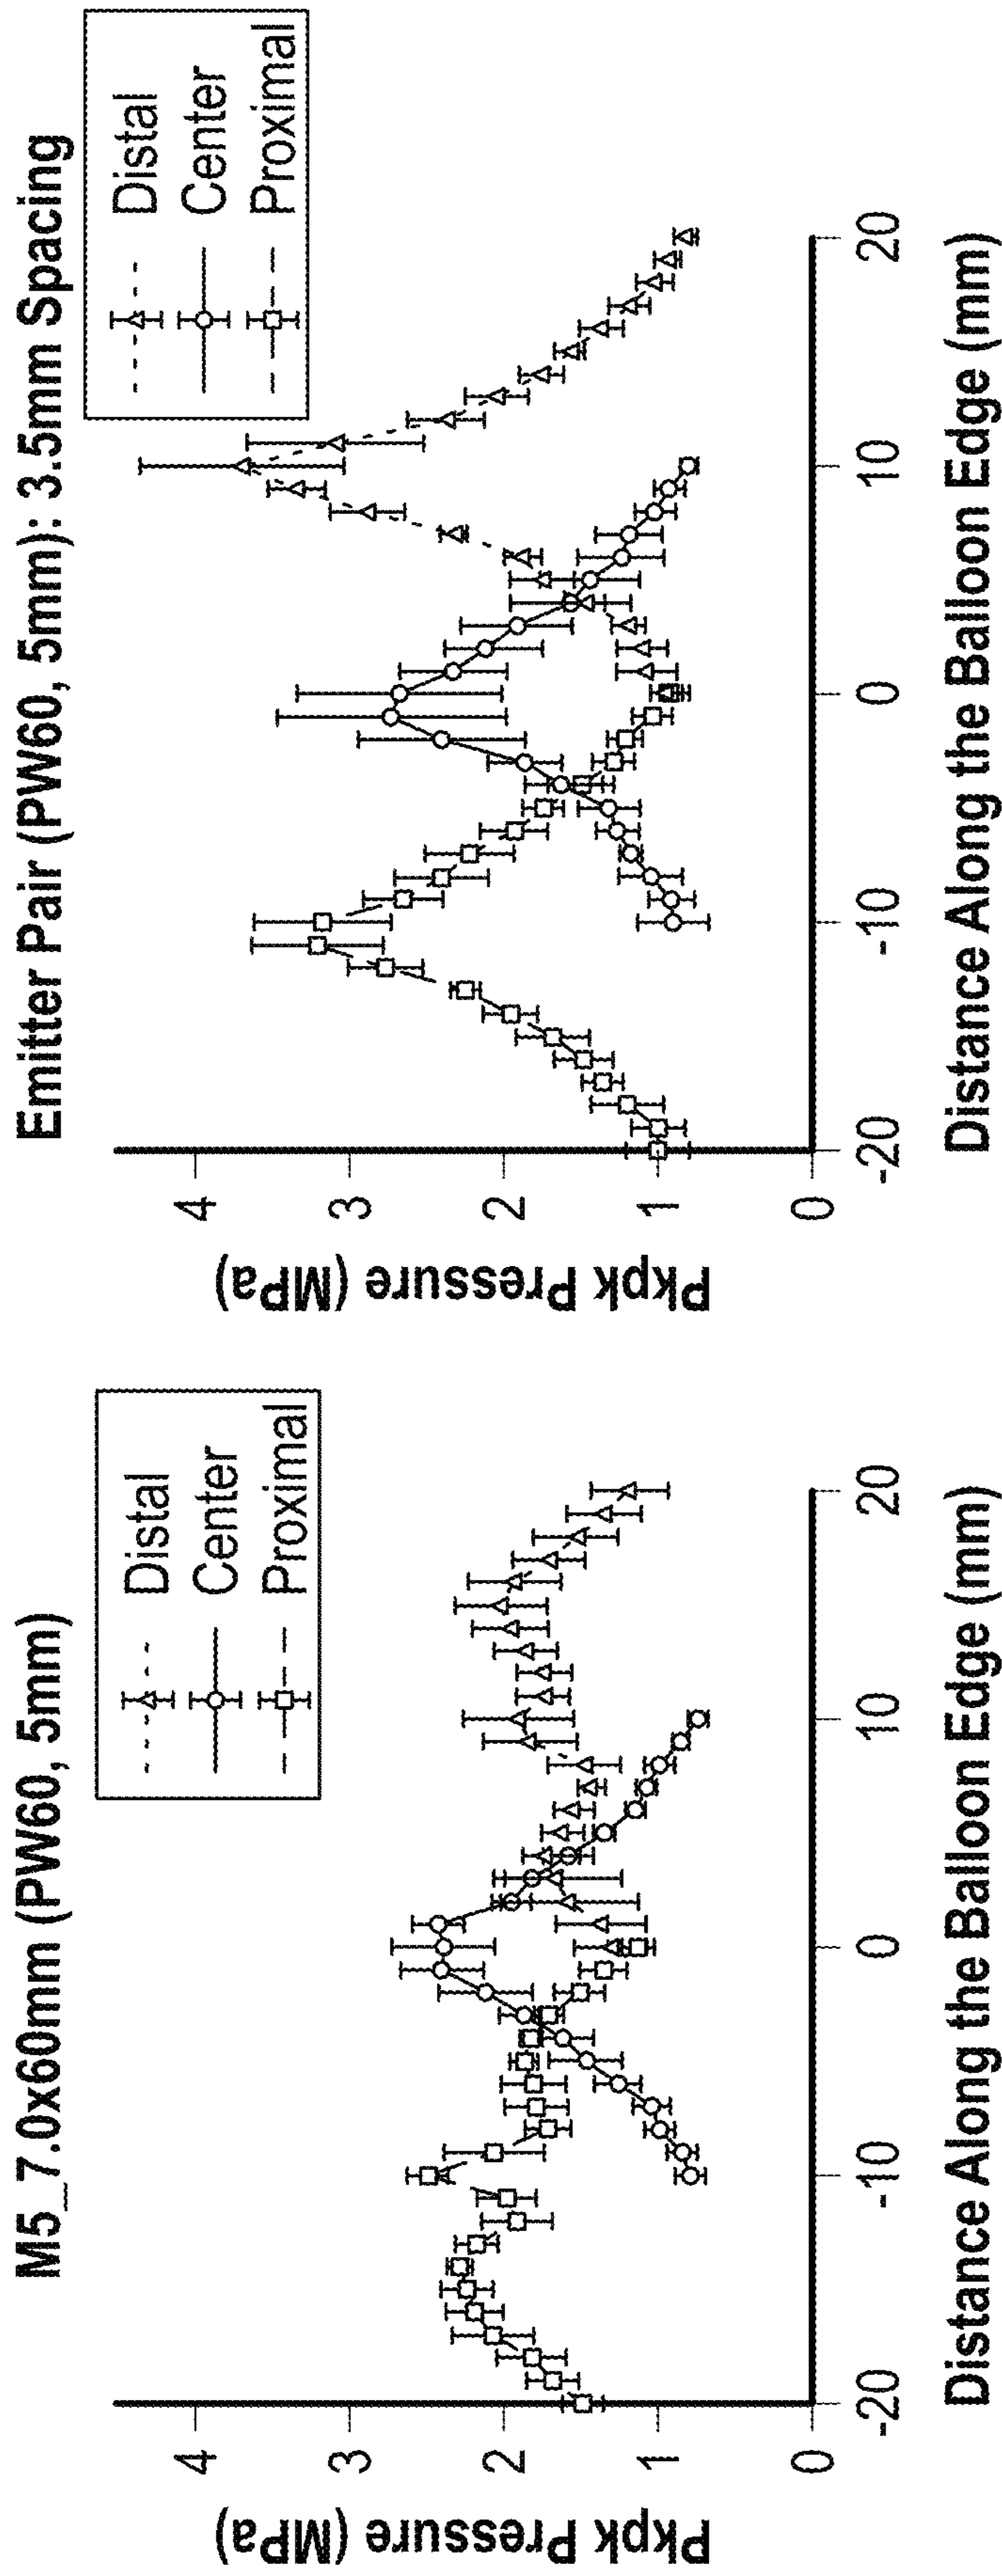 M5_7.0x60mm (PW60, 5mm)
Distal
Center
Proximal
Pkpk Pressure (MPa)
4
3
2
1
0
-20
-10
0
10
20
Distance Along the Balloon Edge (mm)
Emitter Pair (PW60, 5mm): 3.5mm Spacing
Distal
Center
Proximal
Pkpk Pressure (MPa)
4
3
2
1
0
-20
-10
0
10
20
Distance Along the Balloon Edge (mm)